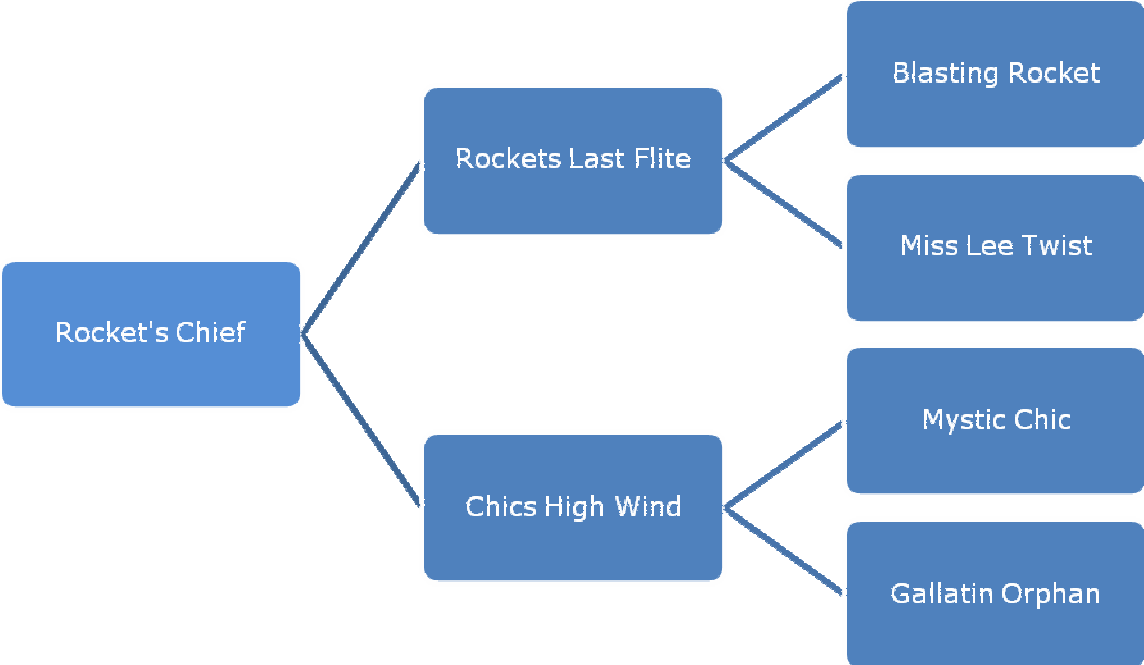 Blasting Rocket
Rockets Last Flite
Miss Lee Twist
Rocket's Chief
Mystic Chic
Chics High Wind
Gallatin Orphan